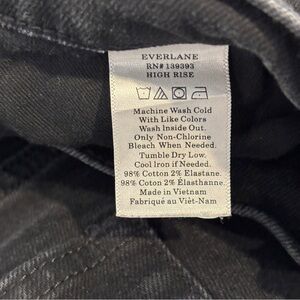 EVERLANE
RN# 139393
HIGH RISE
Machine Wash Cold
With Like Colors
Wash Inside Out.
Only Non-Chlorine
Bleach When Needed.
Tumble Dry Low.
Cool Iron if Needed.
98% Cotton 2% Elastane.
98% Coton 2% Élasthanne.
Made in Vietnam
Fabriqué au Việt-Nam